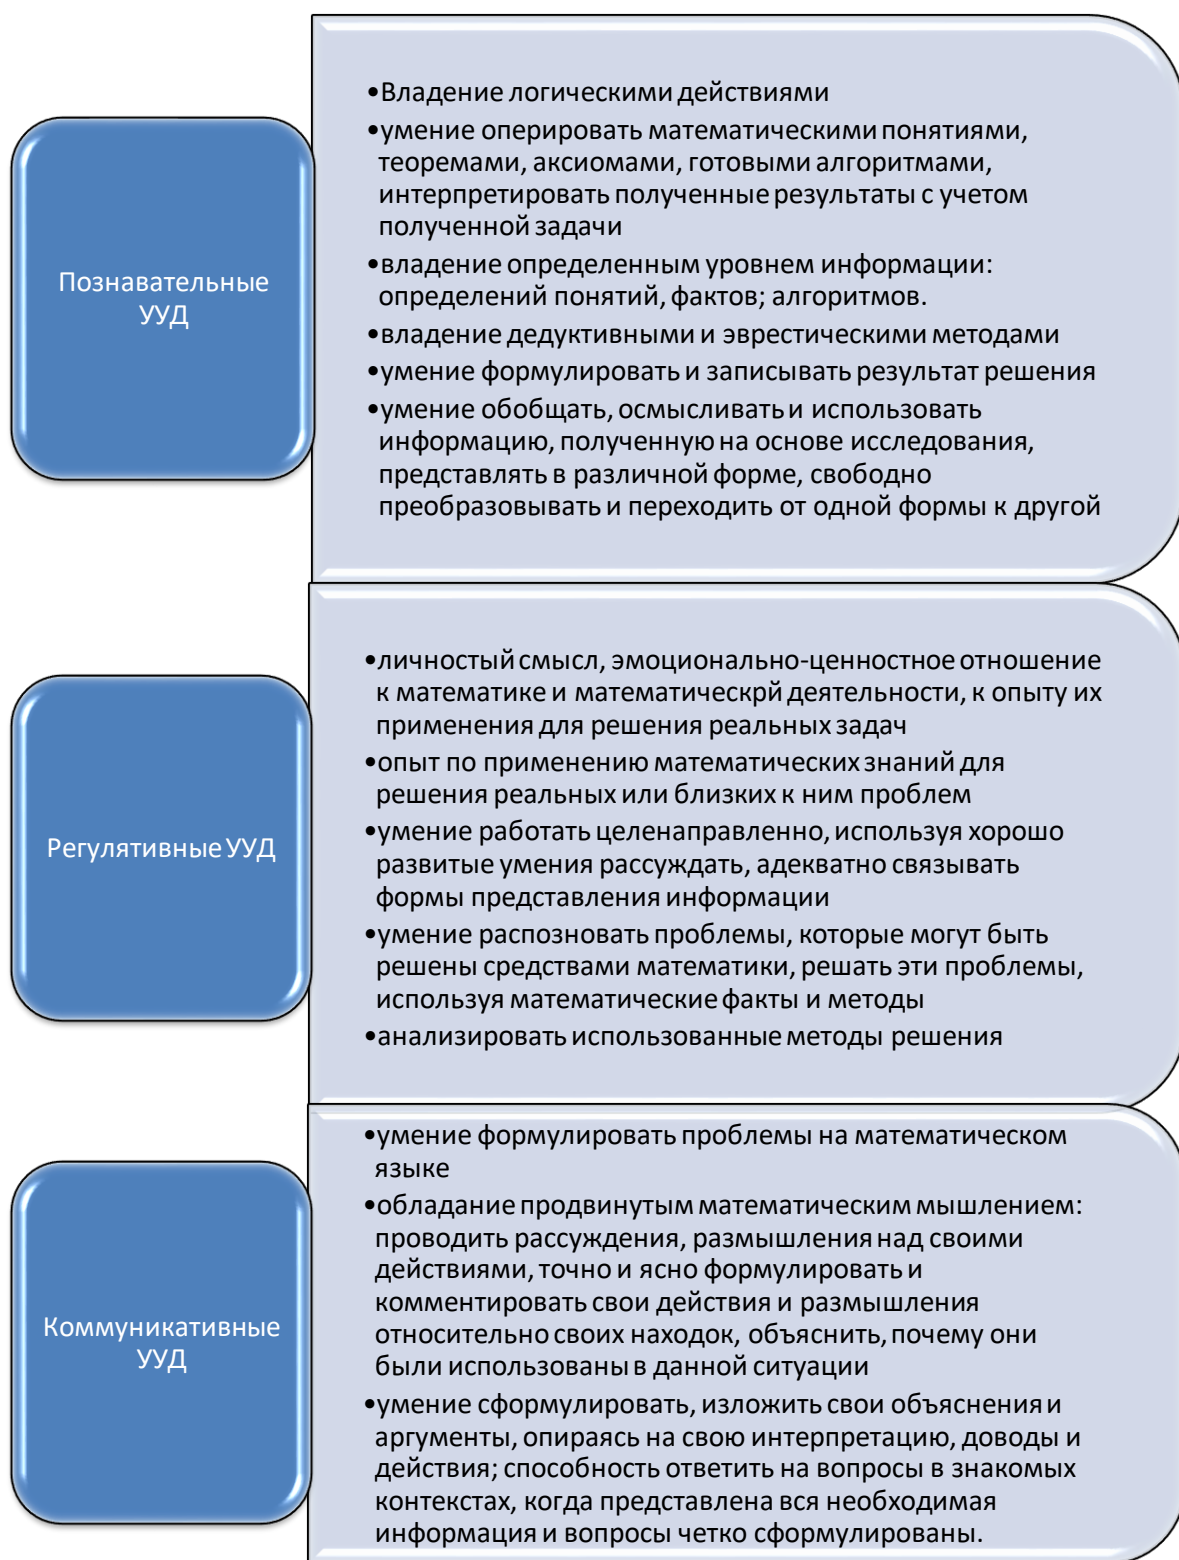 Познавательные
УУД
•Владение логическими действиями
•умение оперировать математическими понятиями,
теоремами, аксиомами, готовыми алгоритмами,
интерпретировать полученные результаты с учетом
полученной задачи
•владение определенным уровнем информации:
определений понятий, фактов; алгоритмов.
•владение дедуктивными и эврестическими методами
•умение формулировать и записывать результат решения
•умение обобщать, осмысливать и использовать
информацию, полученную на основе исследования,
представлять в различной форме, свободно
преобразовывать и переходить от одной формы к другой
Регулятивные УУД
•личностый смысл, эмоционально-ценностное отношение
к математике и математическрй деятельности, к опыту их
применения для решения реальных задач
•опыт по применению математических знаний для
решения реальных или близких к ним проблем
•умение работать целенаправленно, используя хорошо
развитые умения рассуждать, адекватно связывать
формы представления информации
•умение распозновать проблемы, которые могут быть
решены средствами математики, решать эти проблемы,
используя математические факты и методы
•анализировать использованные методы решения
Коммуникативные
УУД
•умение формулировать проблемы на математическом
языке
•обладание продвинутым математическим мышлением:
проводить рассуждения, размышления над своими
действиями, точно и ясно формулировать и
комментировать свои действия и размышления
относительно своих находок, объяснить, почему они
были использованы в данной ситуации
•умение сформулировать, изложить свои объяснения и
аргументы, опираясь на свою интерпретацию, доводы и
действия; способность ответить на вопросы в знакомых
контекстах, когда представлена вся необходимая
информация и вопросы четко сформулированы.